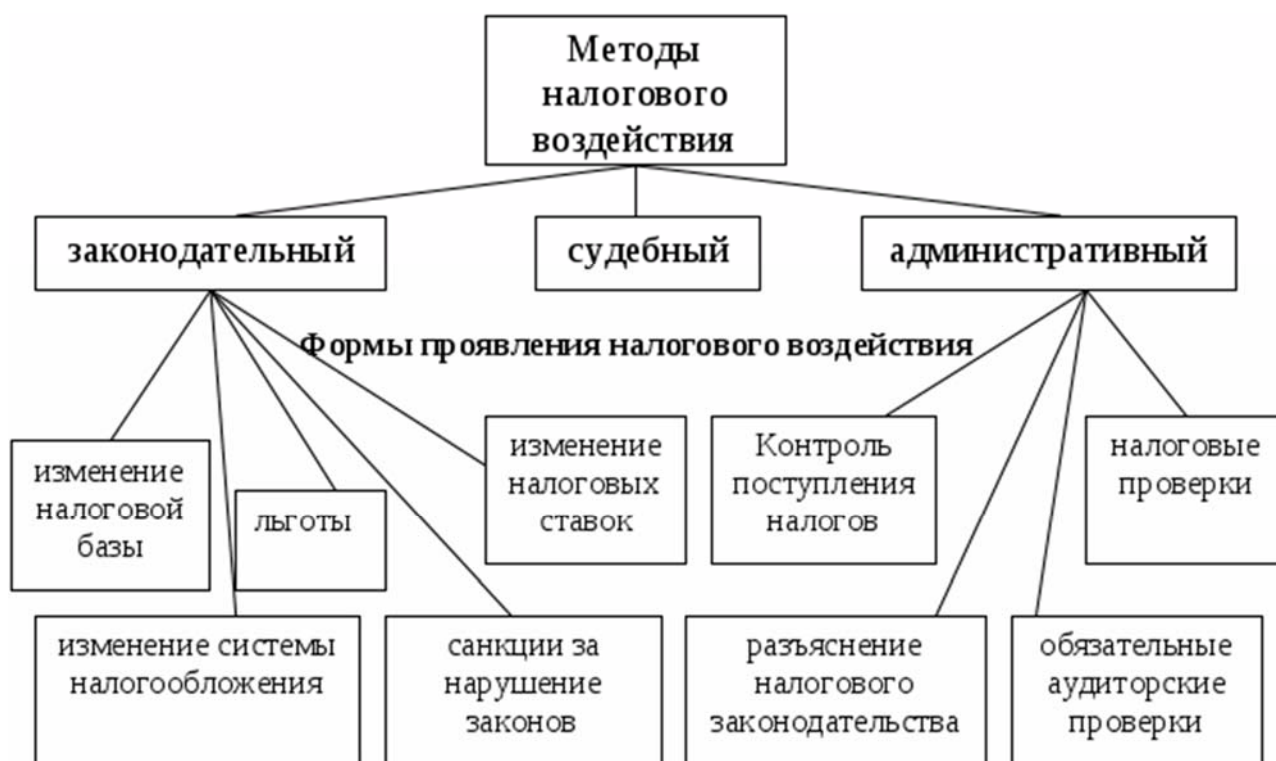 Методы
налогового
воздействия
законодательный
судебный
административный
Формы проявления налогового воздействия
изменение
налоговой
базы
льготы
изменение
налоговых
ставок
Контроль
поступления
налогов
налоговые
проверки
изменение системы
налогообложения
санкции за
нарушение
законов
разъяснение
налогового
законодательства
обязательные
аудиторские
проверки